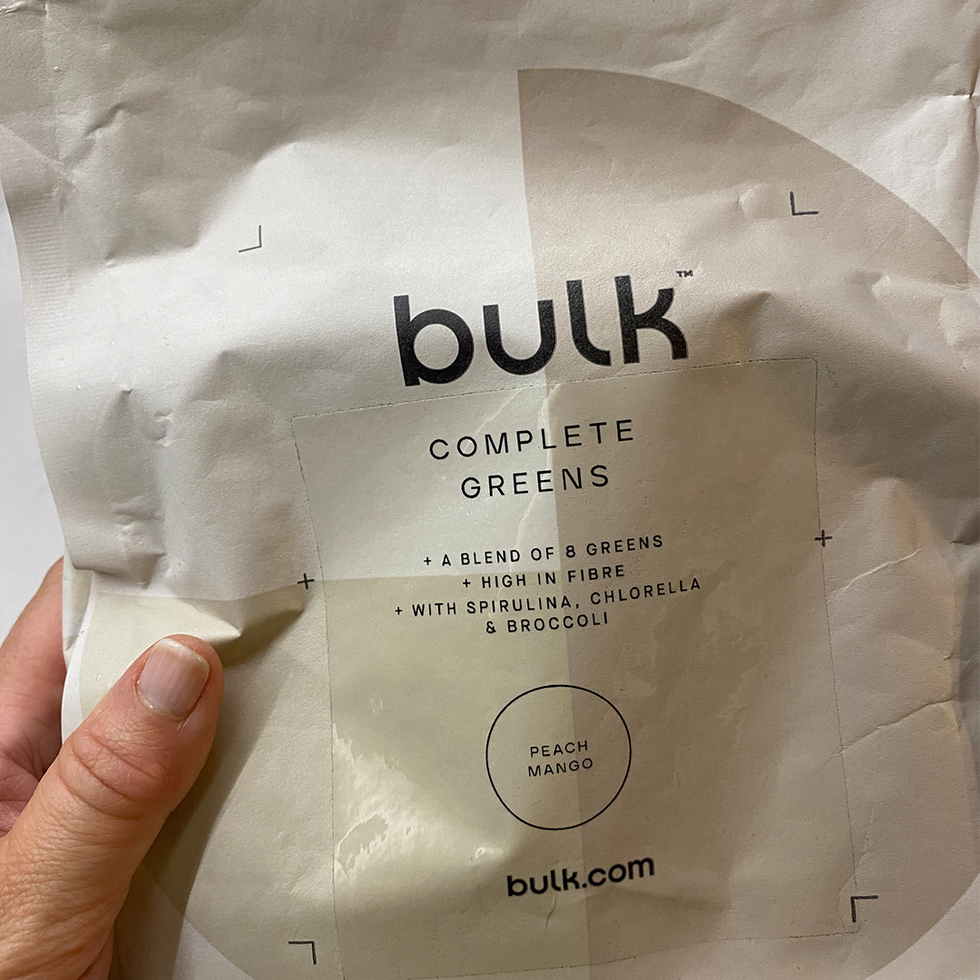 bulk™
COMPLETE
GREENS
+ A BLEND OF 8 GREENS
+ HIGH IN FIBRE
+ WITH SPIRULINA, CHLORELLA
& BROCCOLI
PEACH
MANGO
bulk.com